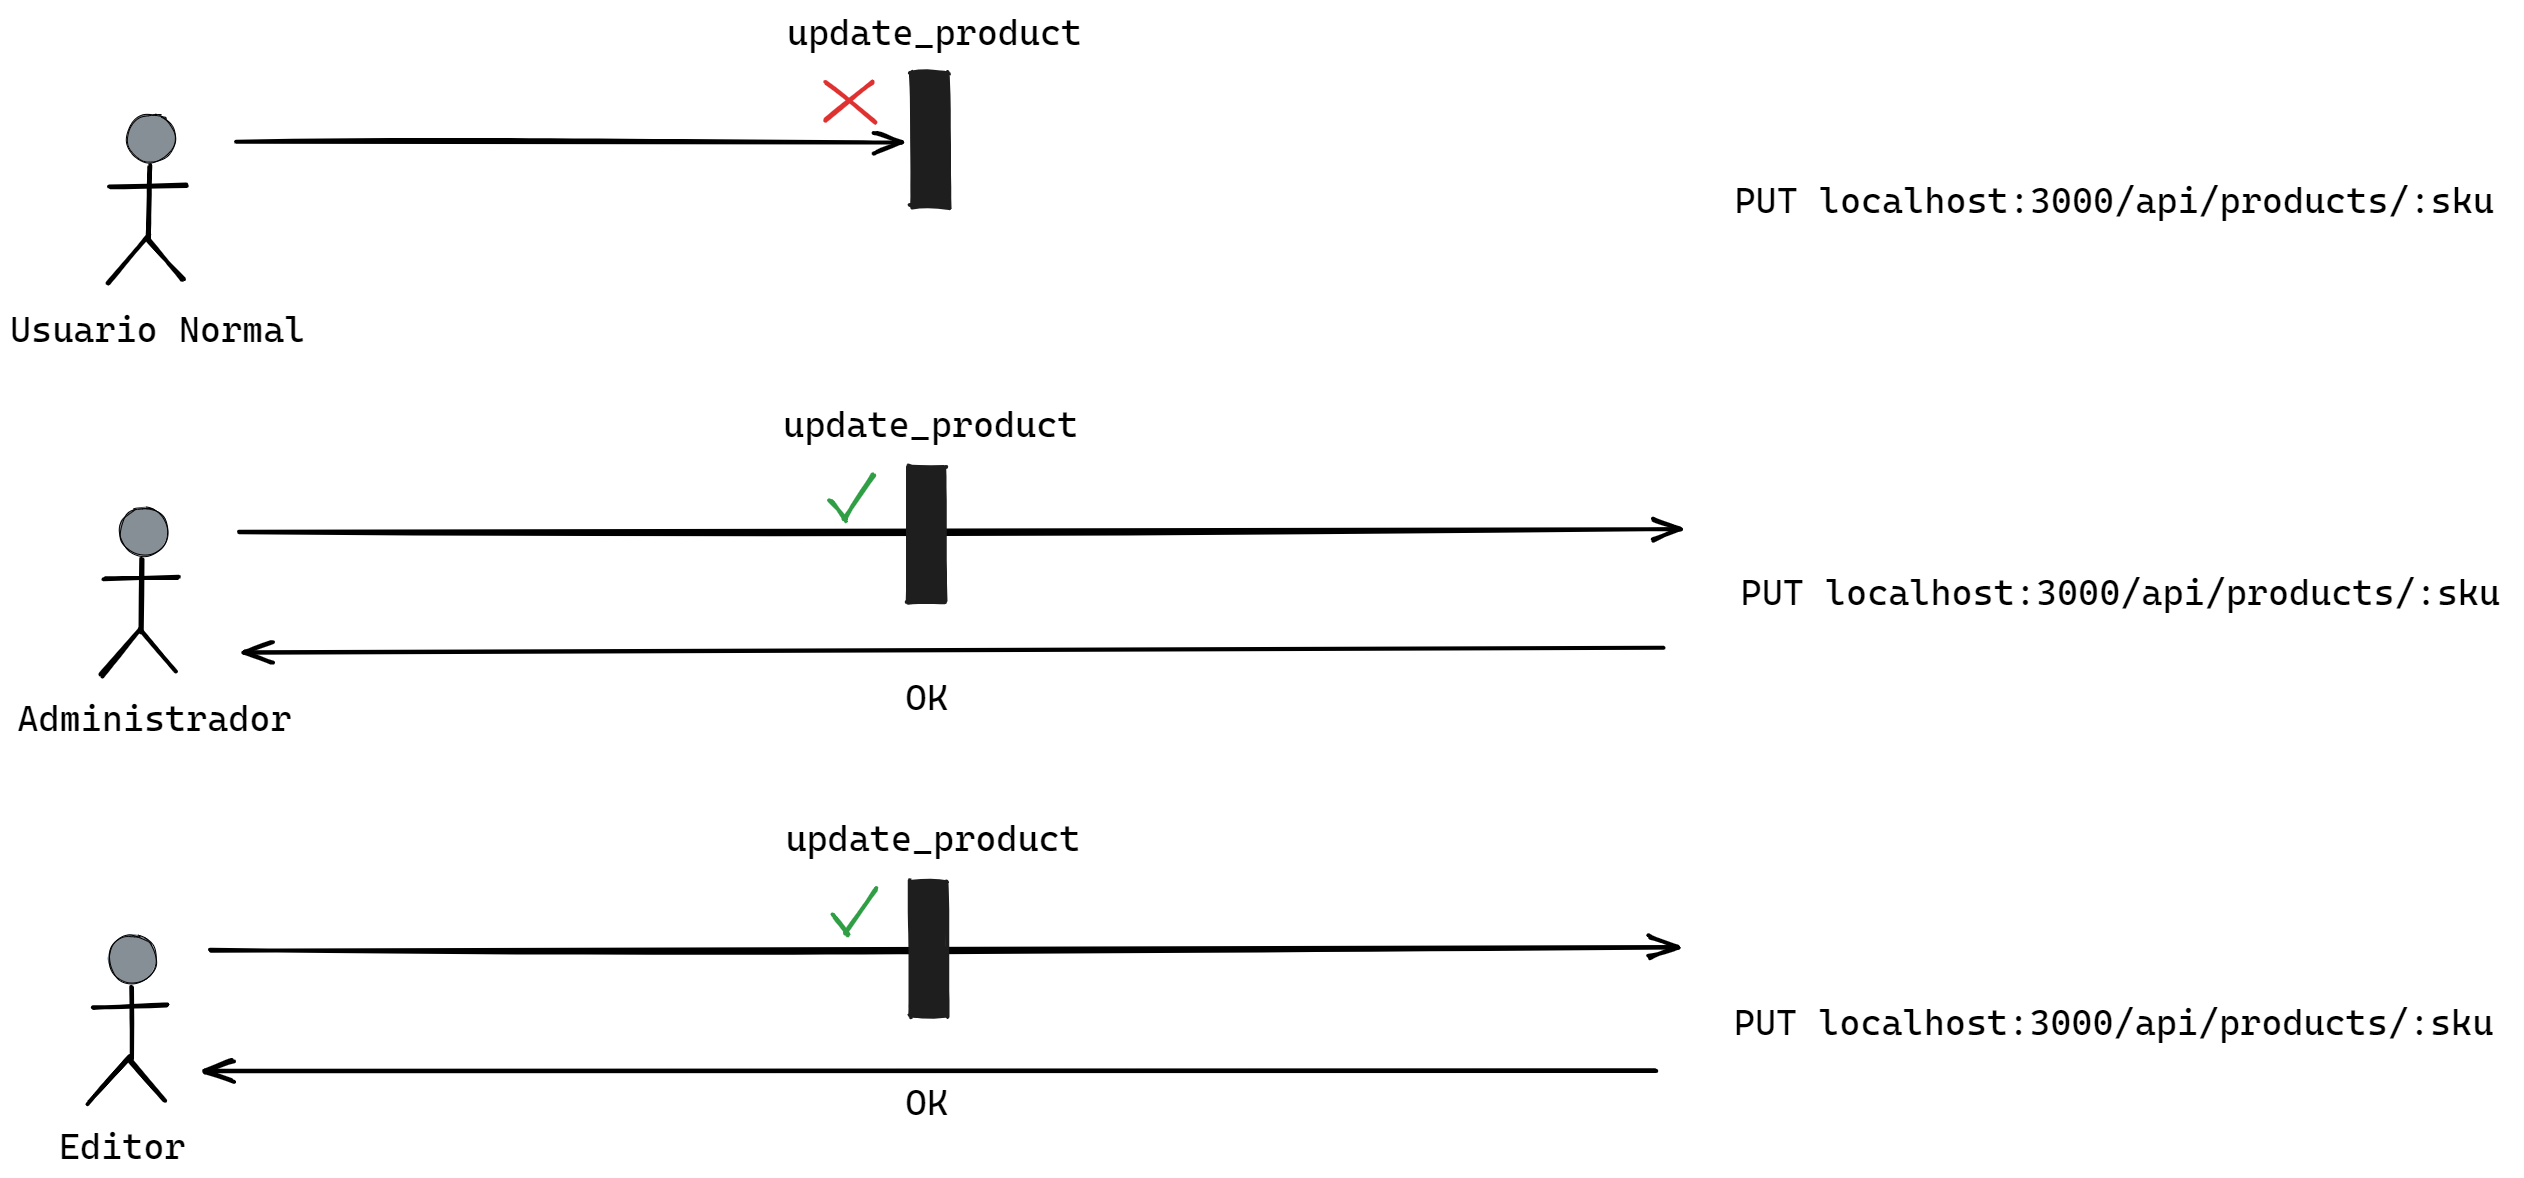 update_product
PUT localhost:3000/api/products/:sku
Usuario Normal
update_product
PUT localhost:3000/api/products/:sku
OK
Administrador
update_product
PUT localhost:3000/api/products/:sku
OK
Editor